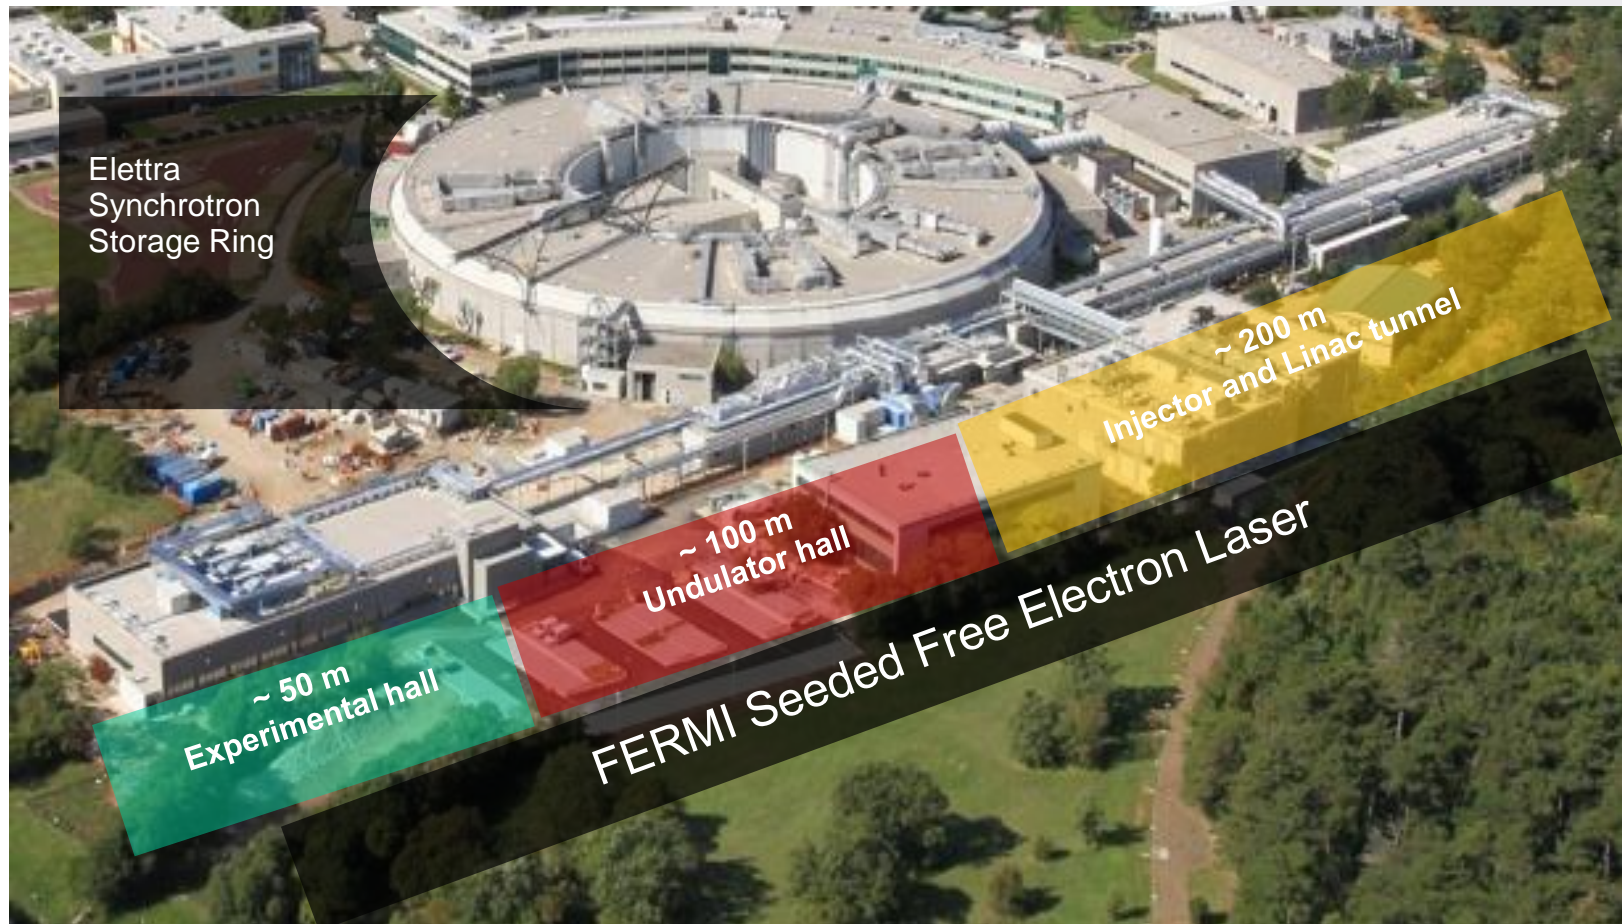 Elettra
Synchrotron
Storage Ring
~ 200 m
Injector and Linac tunnel
~ 100 m
Undulator hall
~ 50 m
Experimental hall
FERMI Seeded Free Electron Laser